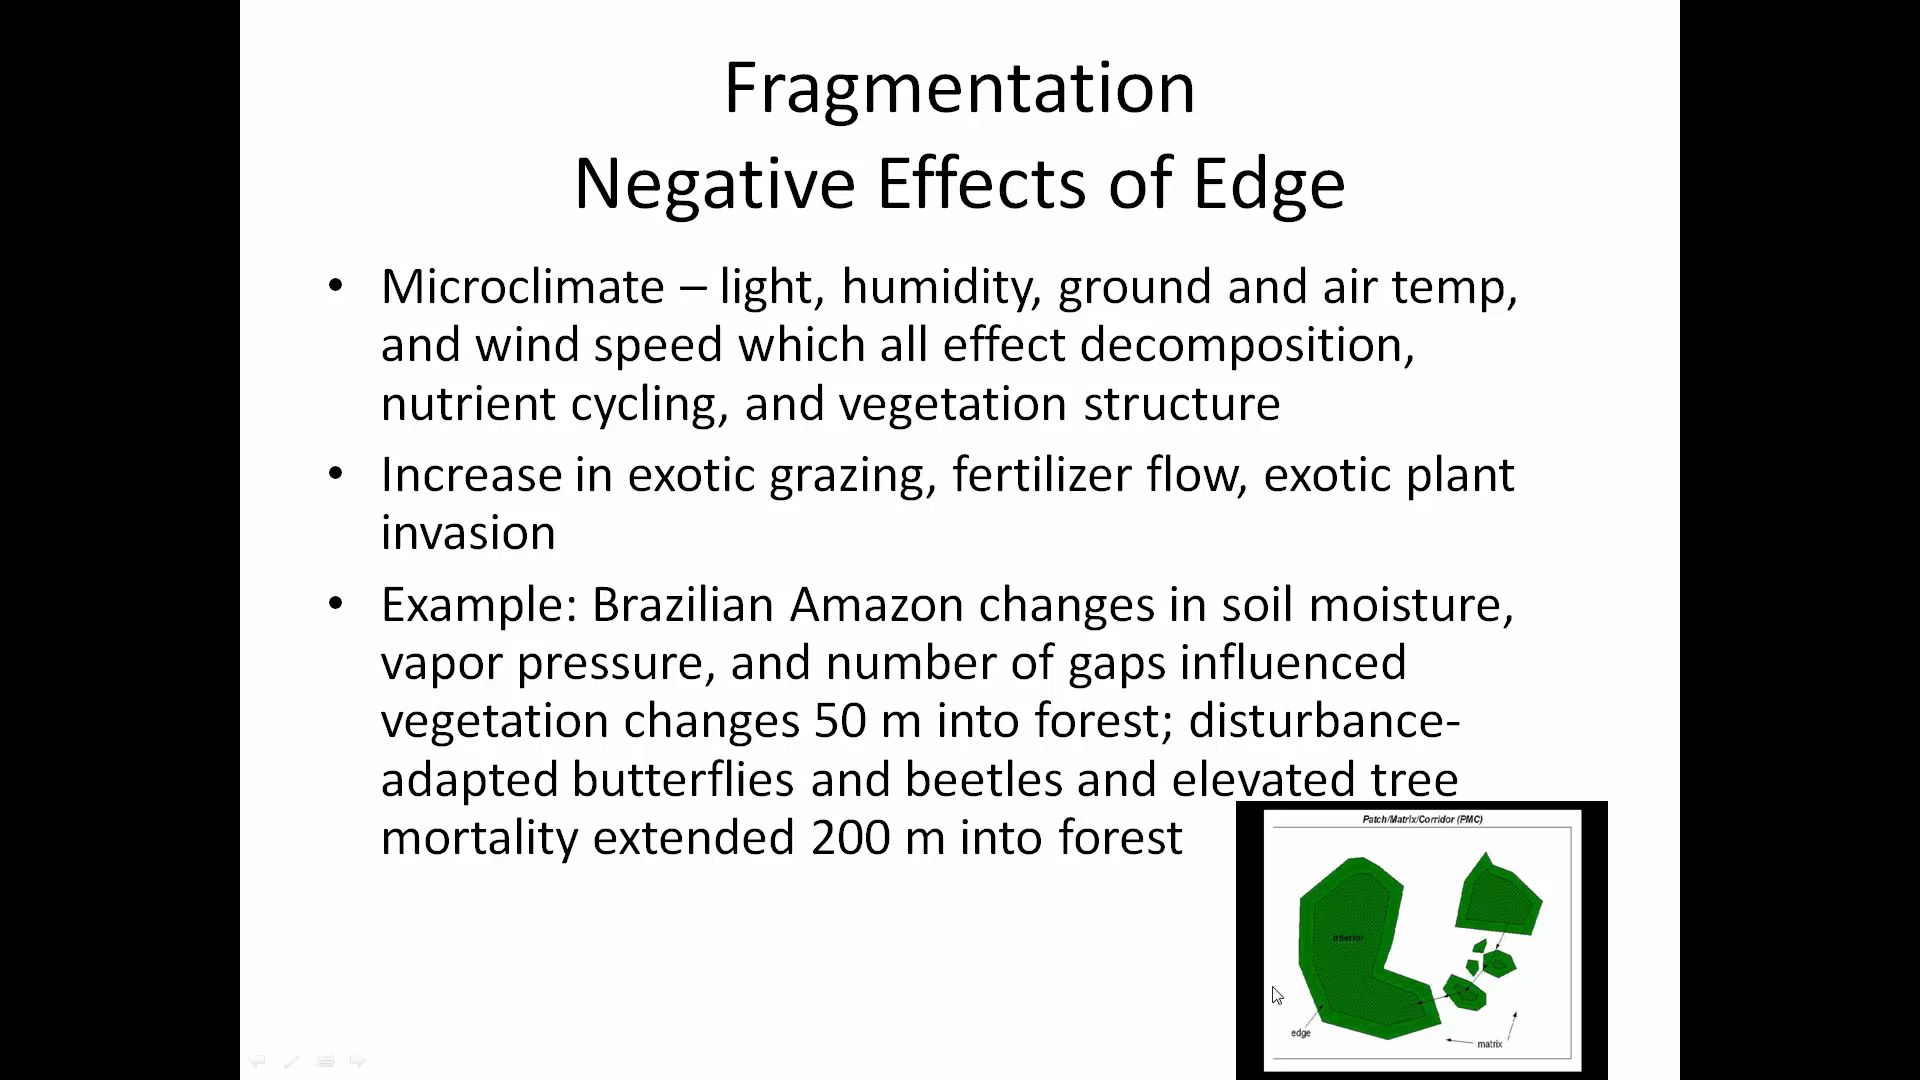 Fragmentation
Negative Effects of Edge
• Microclimate – light, humidity, ground and air temp,
and wind speed which all effect decomposition,
nutrient cycling, and vegetation structure
• Increase in exotic grazing, fertilizer flow, exotic plant
invasion
• Example: Brazilian Amazon changes in soil moisture,
vapor pressure, and number of gaps influenced
vegetation changes 50 m into forest; disturbance-
adapted butterflies and beetles and elevated tree
mortality extended 200 m into forest
Patch/Matrix/Corridor (PMC)
interior
edge
matrix